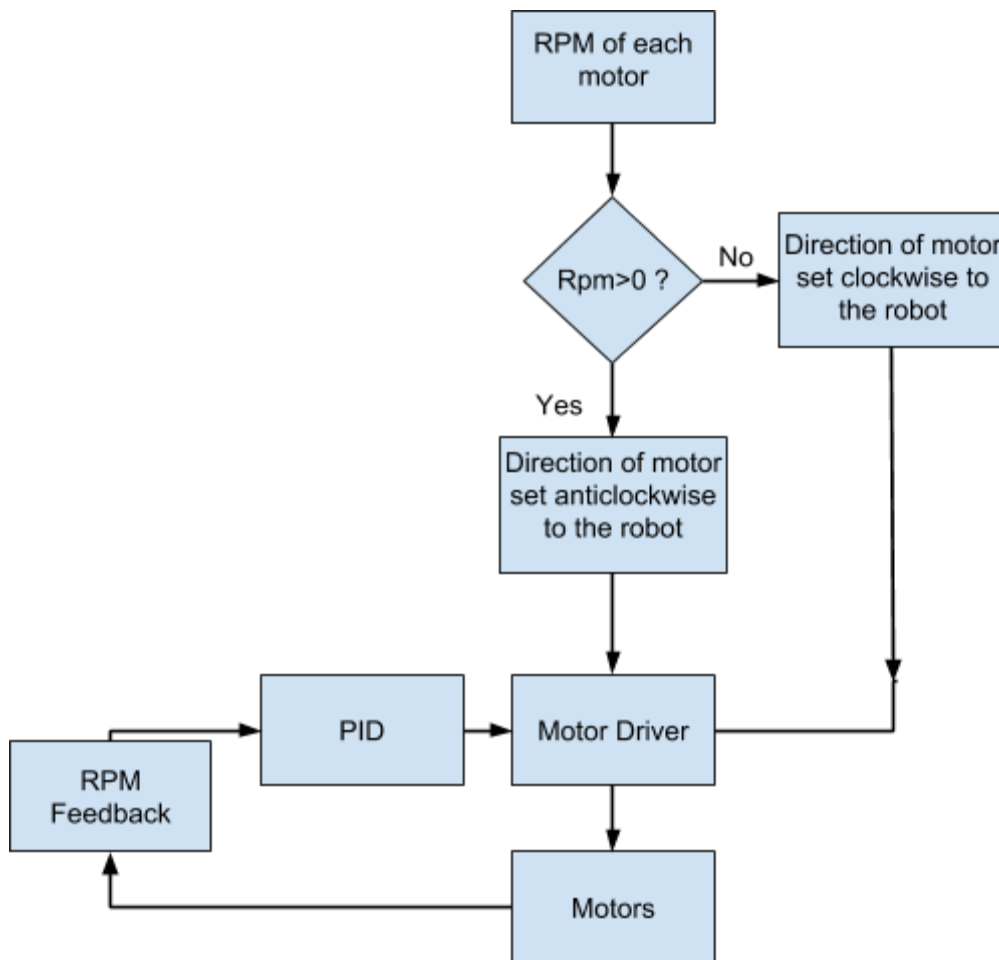 RPM of each
motor
Rpm>0 ?
No
Direction of motor
set clockwise to
the robot
Yes
Direction of motor
set anticlockwise
to the robot
PID
Motor Driver
RPM
Feedback
Motors